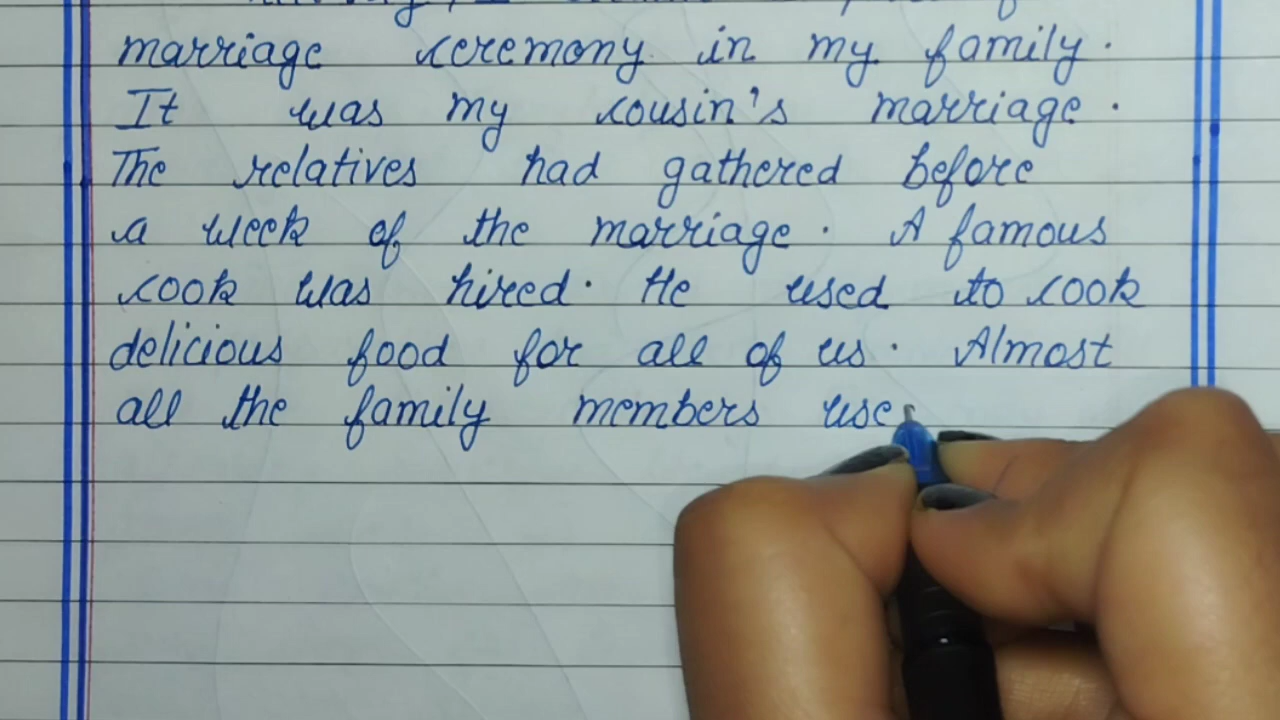 marriage ceremony in my family.
It was my cousin's marriage.
The relatives had gathered before
a week of the marriage. A famous
cook was hired. He used to cook
delicious food for all of us. Almost
all the family members use